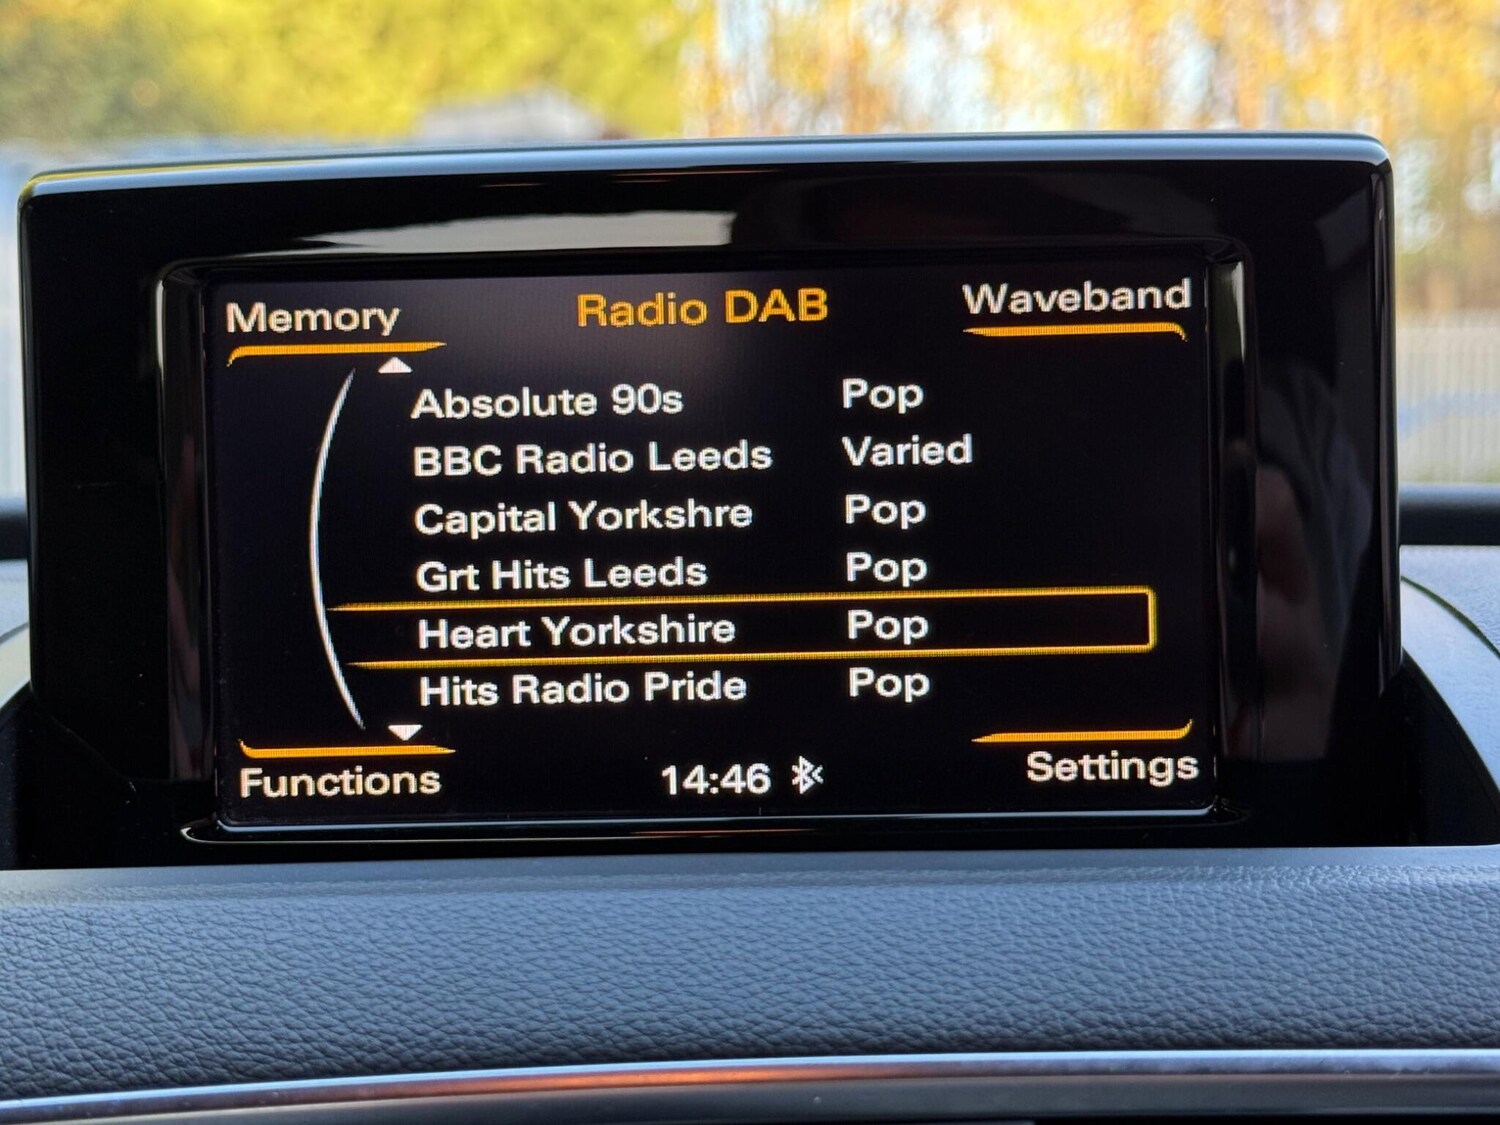 Memory Radio DAB Waveband
Absolute 90s Pop
BBC Radio Leeds Varied
Capital Yorkshre Pop
Grt Hits Leeds Pop
Heart Yorkshire Pop
Hits Radio Pride Pop
Functions 14:46 Settings